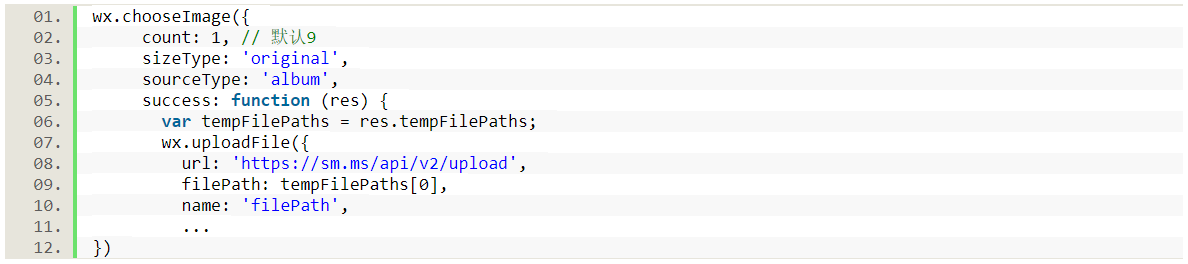 01. wx.chooseImage({
02. count: 1, // 默认9
03. sizeType: 'original',
04. sourceType: 'album',
05. success: function (res) {
06. var tempFilePaths = res.tempFilePaths;
07. wx.uploadFile({
08. url: 'https://sm.ms/api/v2/upload',
09. filePath: tempFilePaths[0],
10. name: 'filePath',
11. ...
12. })